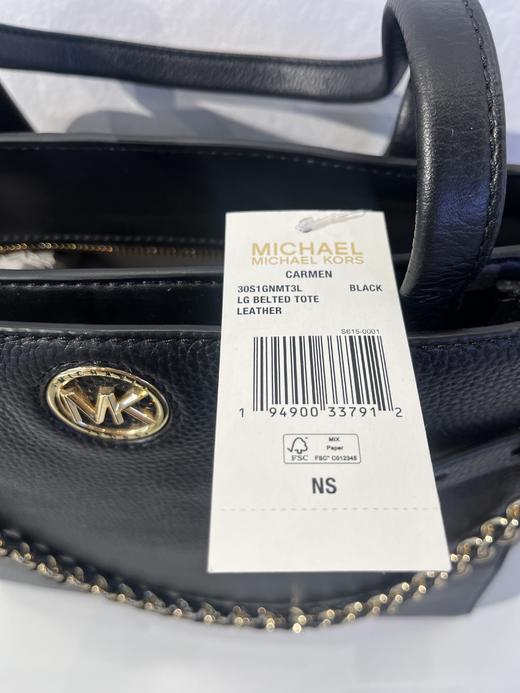 MICHAEL
MICHAEL KORS
CARMEN
30S1GNMT3L BLACK
LG BELTED TOTE
LEATHER
S615-0001
1 94900 33791 2
FSC
MIX
Paper
FSC® C012345
NS
MK